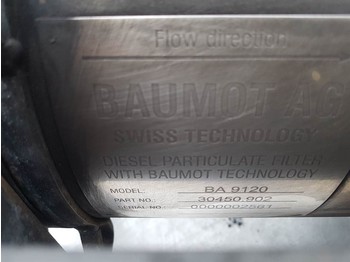 Flow direction
BAUMOT AG
SWISS TECHNOLOGY
DIESEL PARTICULATE FILTER
WITH BAUMOT TECHNOLOGY
MODEL: BA 9120
PART NO.: 30450.902
SERIAL NO.: 0000002581